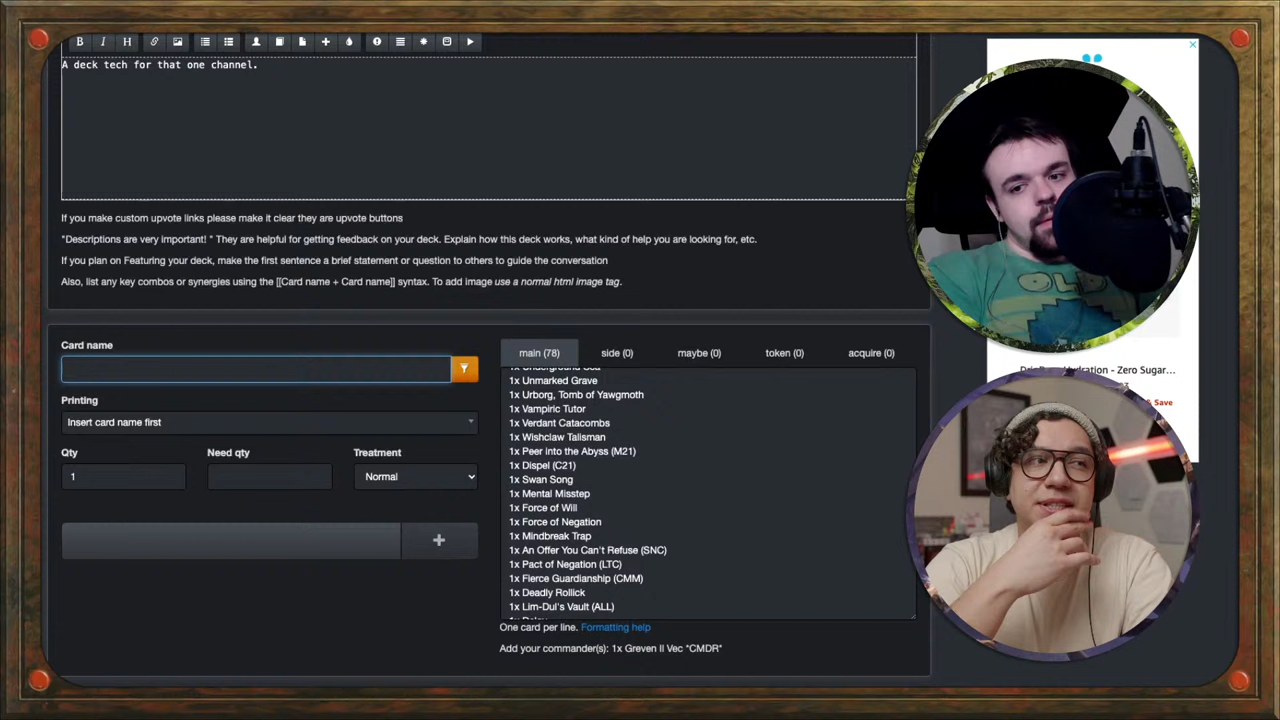 A deck tech for that one channel.
If you make custom upvote links please make it clear they are upvote buttons
"Descriptions are very important! " They are helpful for getting feedback on your deck. Explain how this deck works, what kind of help you are looking for, etc.
If you plan on Featuring your deck, make the first sentence a brief statement or question to others to guide the conversation
Also, list any key combos or synergies using the [[Card name + Card name]] syntax. To add image use a normal html image tag.
Card name
Printing
Insert card name first
Qty
Need qty
Treatment
1
Normal
main (78)
side (0)
maybe (0)
token (0)
acquire (0)
1x Underground Sea
1x Unmarked Grave
1x Urborg, Tomb of Yawgmoth
1x Vampiric Tutor
1x Verdant Catacombs
1x Wishclaw Talisman
1x Peer into the Abyss (M21)
1x Dispel (C21)
1x Swan Song
1x Mental Misstep
1x Force of Will
1x Force of Negation
1x Mindbreak Trap
1x An Offer You Can't Refuse (SNC)
1x Pact of Negation (LTC)
1x Fierce Guardianship (CMM)
1x Deadly Rollick
1x Lim-Dul's Vault (ALL)
One card per line. Formatting help
Add your commander(s): 1x Greven Il Vec *CMDR*
Hydration - Zero Sugar...
& Save
OLD